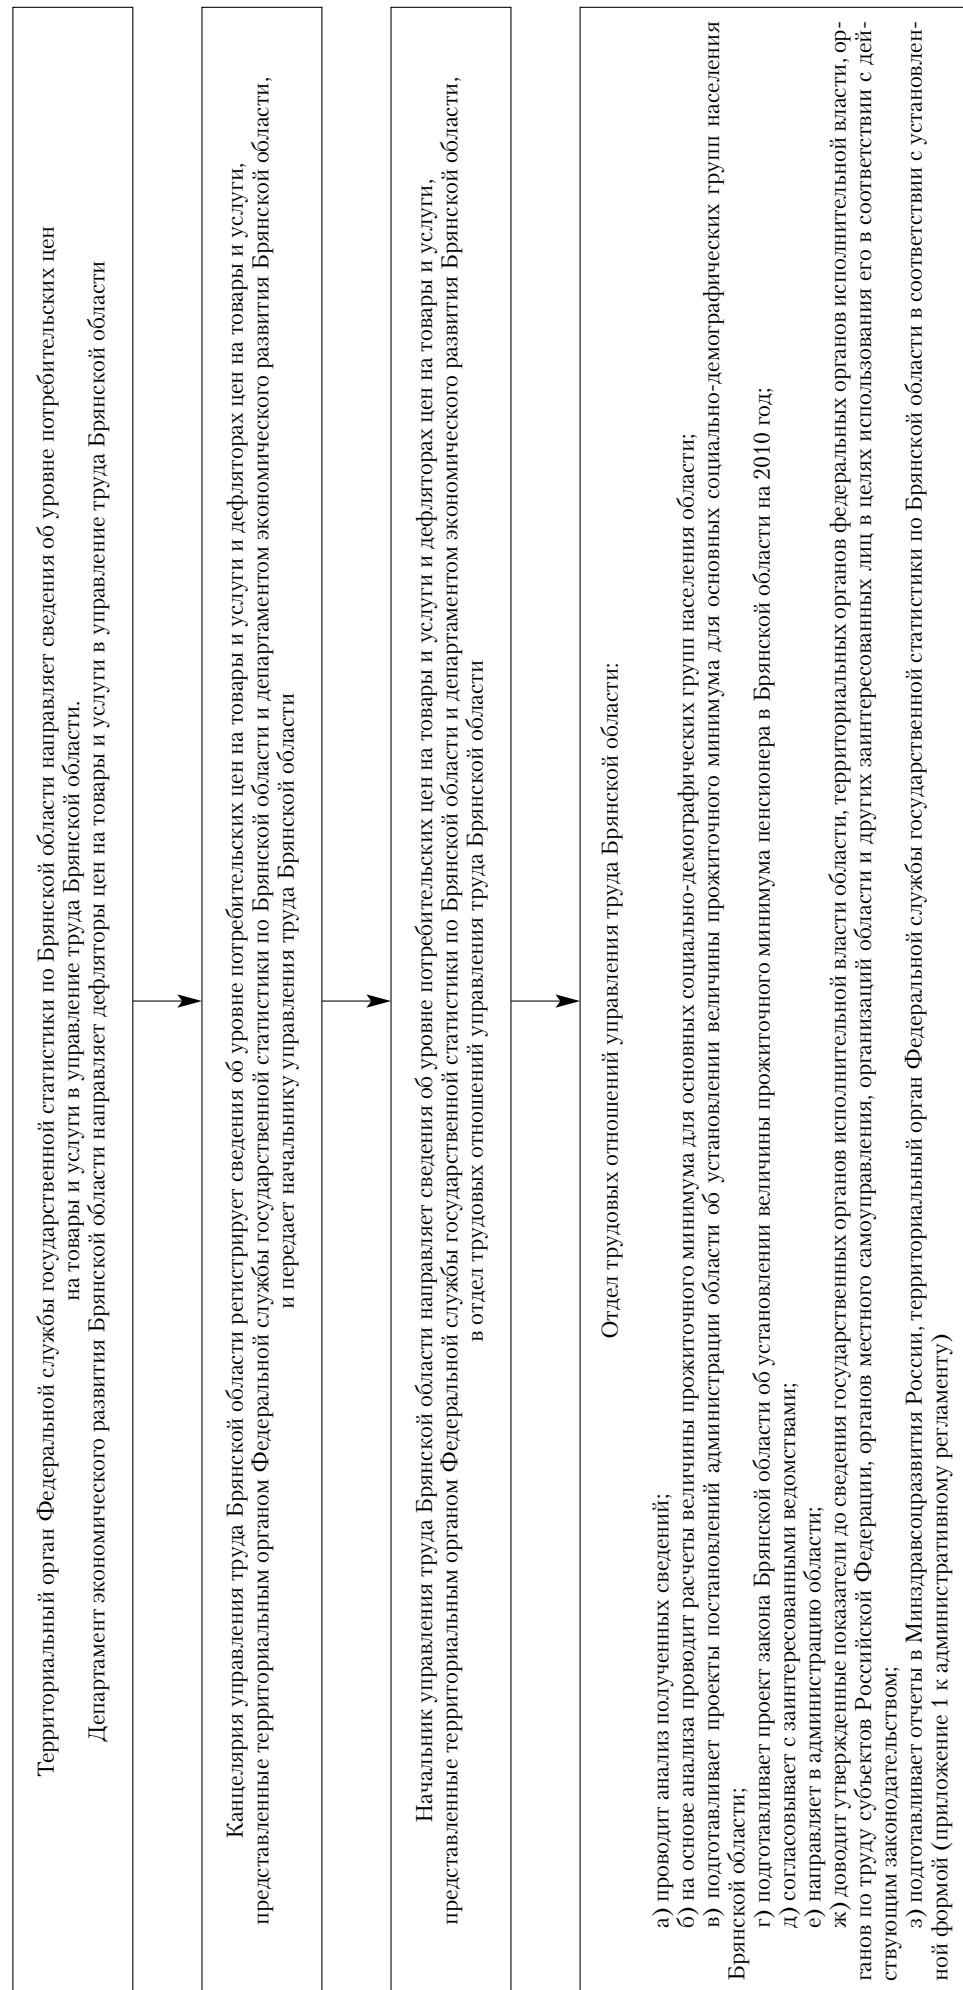 Территориальный орган Федеральной службы государственной статистики по Брянской области направляет сведения об уровне потребительских цен
на товары и услуги в управление труда Брянской области.
Департамент экономического развития Брянской области направляет дефляторы цен на товары и услуги в управление труда Брянской области
Канцелярия управления труда Брянской области регистрирует сведения об уровне потребительских цен на товары и услуги и дефляторах цен на товары и услуги,
представленные территориальным органом Федеральной службы государственной статистики по Брянской области и департаментом экономического развития Брянской области,
и передает начальнику управления труда Брянской области
Начальник управления труда Брянской области направляет сведения об уровне потребительских цен на товары и услуги и дефляторах цен на товары и услуги,
представленные территориальным органом Федеральной службы государственной статистики по Брянской области и департаментом экономического развития Брянской области,
в отдел трудовых отношений управления труда Брянской области
Отдел трудовых отношений управления труда Брянской области:
а) проводит анализ полученных сведений;
б) на основе анализа проводит расчеты величины прожиточного минимума для основных социально-демографических групп населения области;
в) подготавливает проекты постановлений администрации области об установлении величины прожиточного минимума для основных социально-демографических групп населения
Брянской области;
г) подготавливает проект закона Брянской области об установлении величины прожиточного минимума пенсионера в Брянской области на 2010 год;
д) согласовывает с заинтересованными ведомствами;
е) направляет в администрацию области;
ж) доводит утвержденные показатели до сведения государственных органов исполнительной власти области, территориальных органов федеральных органов исполнительной власти, ор-
ганов по труду субъектов Российской Федерации, органов местного самоуправления, организаций области и других заинтересованных лиц в целях использования его в соответствии с дей-
ствующим законодательством;
з) подготавливает отчеты в Минздравсоцразвития России, территориальный орган Федеральной службы государственной статистики по Брянской области в соответствии с установлен-
ной формой (приложение 1 к административному регламенту)